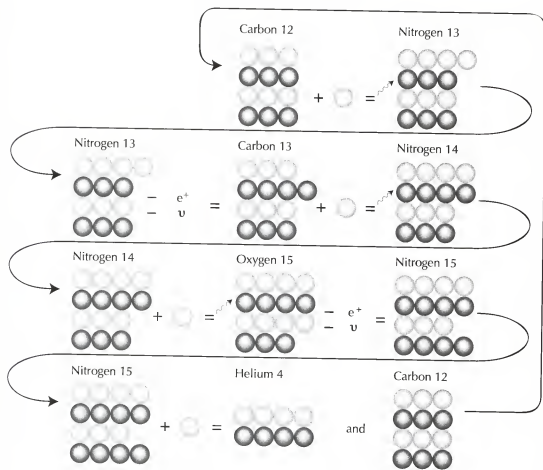 Carbon 12 Nitrogen 13
+ =
Nitrogen 13 Carbon 13 Nitrogen 14
− e⁺
− υ = +  =
Nitrogen 14 Oxygen 15 Nitrogen 15
+ = − e⁺
− υ =
Nitrogen 15 Helium 4 Carbon 12
+ = and